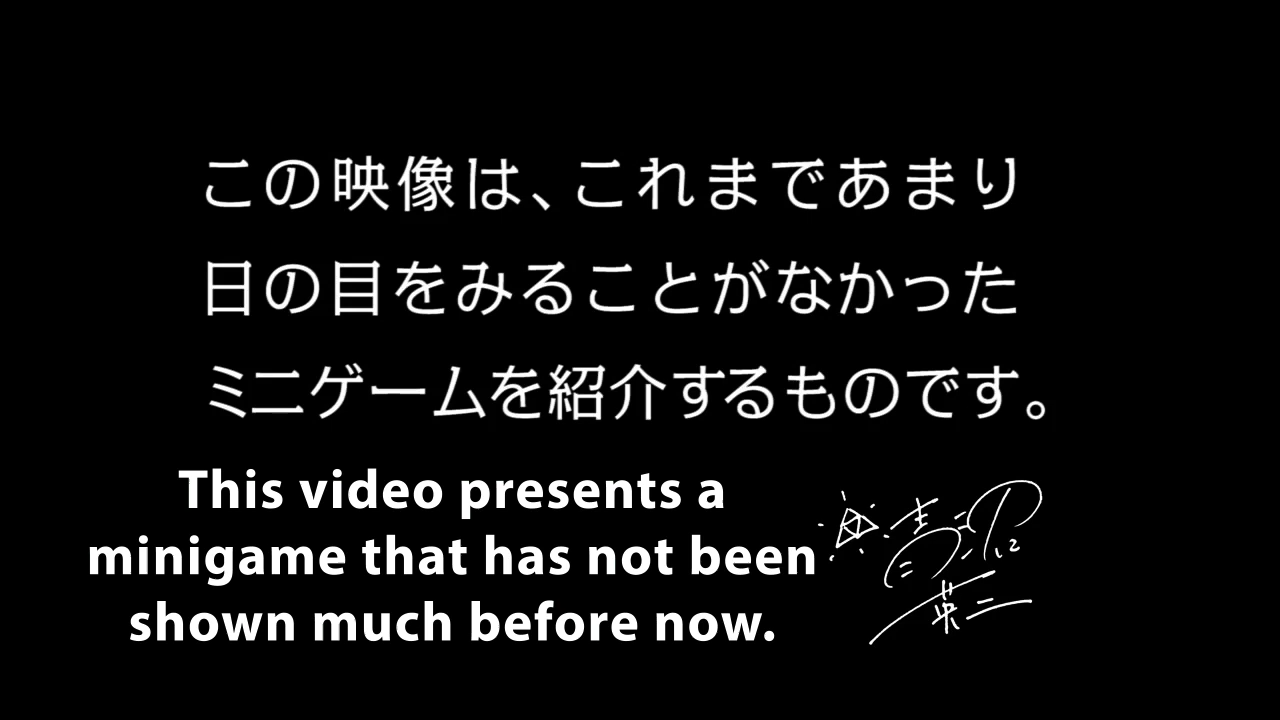 この映像は、これまであまり
日の目をみることがなかった
ミニゲームを紹介するものです。
This video presents a
minigame that has not been
shown much before now.
英二